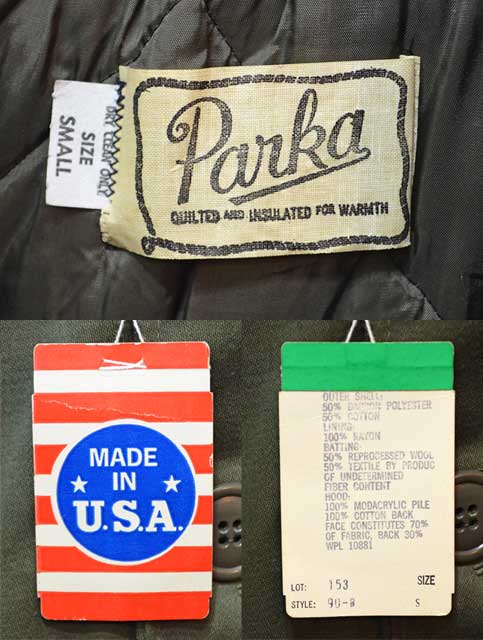 DRY CLEAN ONLY
SIZE
SMALL
Parka
QUILTED AND INSULATED FOR WARMTH
MADE
IN
U.S.A.
OUTER SHELL:
50% DACRON POLYESTER
50% COTTON
LINING:
100% NAYON
BATTING:
50% REPROCESSED WOOL
50% TEXTILE BY PRODUC
OF UNDETERMINED
FIBER CONTENT
HOOD:
100% MODACRYLIC PILE
100% COTTON BACK
FACE CONSTITUTES 70%
OF FABRIC, BACK 30%
WPL 10881
LOT: 153 SIZE
STYLE: 90-B S